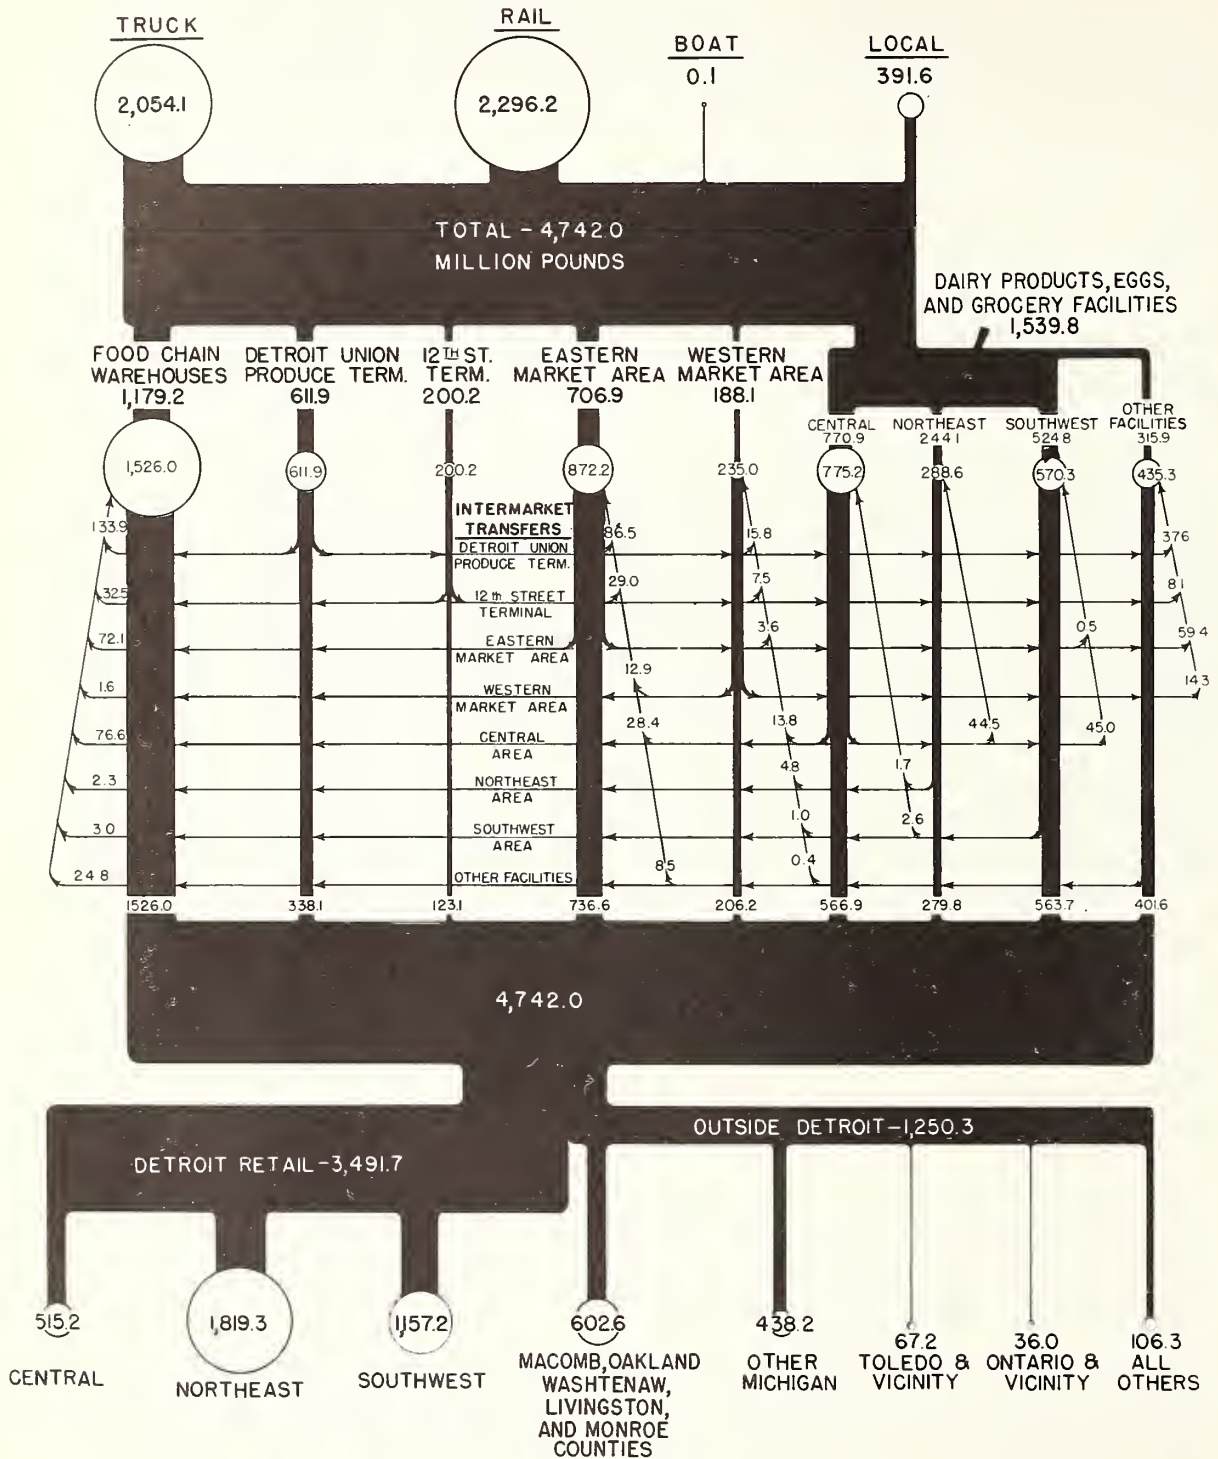 TRUCK
RAIL
BOAT
LOCAL
2,054.1
2,296.2
0.1
391.6
TOTAL – 4,742.0
MILLION POUNDS
DAIRY PRODUCTS, EGGS,
AND GROCERY FACILITIES
1,539.8
FOOD CHAIN
WAREHOUSES
1,179.2
DETROIT UNION
PRODUCE TERM.
611.9
12TH ST.
TERM.
200.2
EASTERN
MARKET AREA
706.9
WESTERN
MARKET AREA
188.1
CENTRAL
770.9
NORTHEAST
244.1
SOUTHWEST
524.8
OTHER
FACILITIES
315.9
1,526.0
611.9
200.2
872.2
235.0
775.2
288.6
570.3
435.3
INTERMARKET
TRANSFERS
133.9
DETROIT UNION
PRODUCE TERM.
86.5
15.8
37.6
32.5
12th STREET
TERMINAL
29.0
7.5
8.1
72.1
EASTERN
MARKET AREA
3.6
0.5
59.4
1.6
WESTERN
MARKET AREA
12.9
14.3
76.6
CENTRAL
AREA
28.4
13.8
44.5
45.0
2.3
NORTHEAST
AREA
4.8
1.7
3.0
SOUTHWEST
AREA
1.0
2.6
24.8
OTHER FACILITIES
8.5
0.4
1526.0
338.1
123.1
736.6
206.2
566.9
279.8
563.7
401.6
4,742.0
OUTSIDE DETROIT–1,250.3
DETROIT RETAIL–3,491.7
515.2
CENTRAL
1,819.3
NORTHEAST
1,157.2
SOUTHWEST
602.6
MACOMB, OAKLAND
WASHTENAW,
LIVINGSTON,
AND MONROE
COUNTIES
438.2
OTHER
MICHIGAN
67.2
TOLEDO &
VICINITY
36.0
ONTARIO &
VICINITY
106.3
ALL
OTHERS